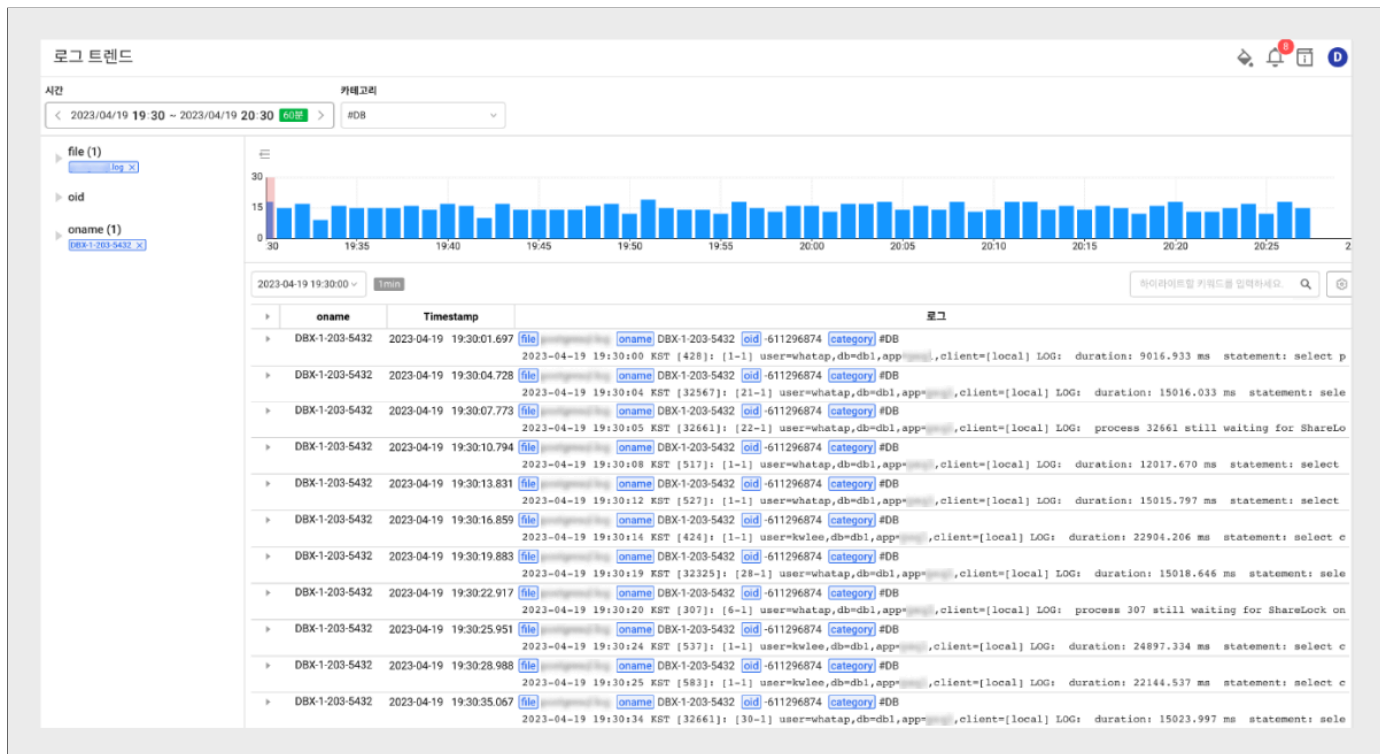 로그 트렌드
8
D
시간
카테고리
2023/04/19 19:30 ~ 2023/04/19 20:30 60분
#DB
file (1)
.log ×
oid
oname (1)
DBX-1-203-5432 ×
30
15
0
30 19:35 19:40 19:45 19:50 19:55 20:00 20:05 20:10 20:15 20:20 20:25 2
2023-04-19 19:30:00 1min 하이라이트할 키워드를 입력하세요.
oname Timestamp 로그
DBX-1-203-5432 2023-04-19 19:30:01.697 file oname DBX-1-203-5432 oid -611296874 category #DB
2023-04-19 19:30:00 KST [428]: [1-1] user=whatap,db=db1,app= ,client=[local] LOG: duration: 9016.933 ms statement: select p
DBX-1-203-5432 2023-04-19 19:30:04.728 file oname DBX-1-203-5432 oid -611296874 category #DB
2023-04-19 19:30:04 KST [32567]: [21-1] user=whatap,db=db1,app= ,client=[local] LOG: duration: 15016.033 ms statement: sele
DBX-1-203-5432 2023-04-19 19:30:07.773 file oname DBX-1-203-5432 oid -611296874 category #DB
2023-04-19 19:30:05 KST [32661]: [22-1] user=whatap,db=db1,app= ,client=[local] LOG: process 32661 still waiting for ShareLo
DBX-1-203-5432 2023-04-19 19:30:10.794 file oname DBX-1-203-5432 oid -611296874 category #DB
2023-04-19 19:30:08 KST [517]: [1-1] user=whatap,db=db1,app= ,client=[local] LOG: duration: 12017.670 ms statement: select
DBX-1-203-5432 2023-04-19 19:30:13.831 file oname DBX-1-203-5432 oid -611296874 category #DB
2023-04-19 19:30:12 KST [527]: [1-1] user=whatap,db=db1,app= ,client=[local] LOG: duration: 15015.797 ms statement: select
DBX-1-203-5432 2023-04-19 19:30:16.859 file oname DBX-1-203-5432 oid -611296874 category #DB
2023-04-19 19:30:14 KST [424]: [1-1] user=kwlee,db=db1,app= ,client=[local] LOG: duration: 22904.206 ms statement: select c
DBX-1-203-5432 2023-04-19 19:30:19.883 file oname DBX-1-203-5432 oid -611296874 category #DB
2023-04-19 19:30:19 KST [32325]: [28-1] user=whatap,db=db1,app= ,client=[local] LOG: duration: 15018.646 ms statement: sele
DBX-1-203-5432 2023-04-19 19:30:22.917 file oname DBX-1-203-5432 oid -611296874 category #DB
2023-04-19 19:30:20 KST [307]: [6-1] user=whatap,db=db1,app= ,client=[local] LOG: process 307 still waiting for ShareLock on
DBX-1-203-5432 2023-04-19 19:30:25.951 file oname DBX-1-203-5432 oid -611296874 category #DB
2023-04-19 19:30:24 KST [537]: [1-1] user=kwlee,db=db1,app= ,client=[local] LOG: duration: 24897.334 ms statement: select c
DBX-1-203-5432 2023-04-19 19:30:28.988 file oname DBX-1-203-5432 oid -611296874 category #DB
2023-04-19 19:30:25 KST [583]: [1-1] user=kwlee,db=db1,app= ,client=[local] LOG: duration: 22144.537 ms statement: select c
DBX-1-203-5432 2023-04-19 19:30:35.067 file oname DBX-1-203-5432 oid -611296874 category #DB
2023-04-19 19:30:34 KST [32661]: [30-1] user=whatap,db=db1,app= ,client=[local] LOG: duration: 15023.997 ms statement: sele